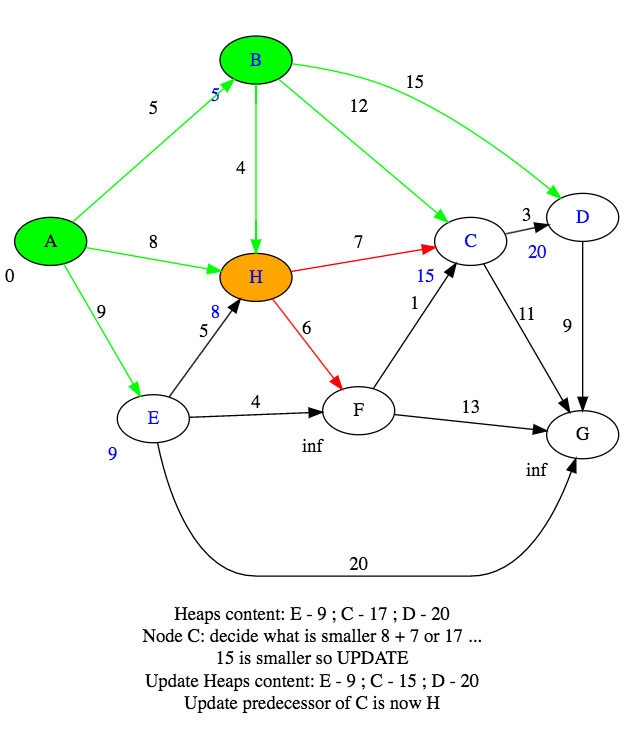 B
15
5
5
12
4
3
D
A
8
7
C
20
0
H
15
9
8
5
6
1
11
9
E
4
F
13
G
9
inf
inf
20
Heaps content: E - 9 ; C - 17 ; D - 20
Node C: decide what is smaller 8 + 7 or 17 ...
15 is smaller so UPDATE
Update Heaps content: E - 9 ; C - 15 ; D - 20
Update predecessor of C is now H